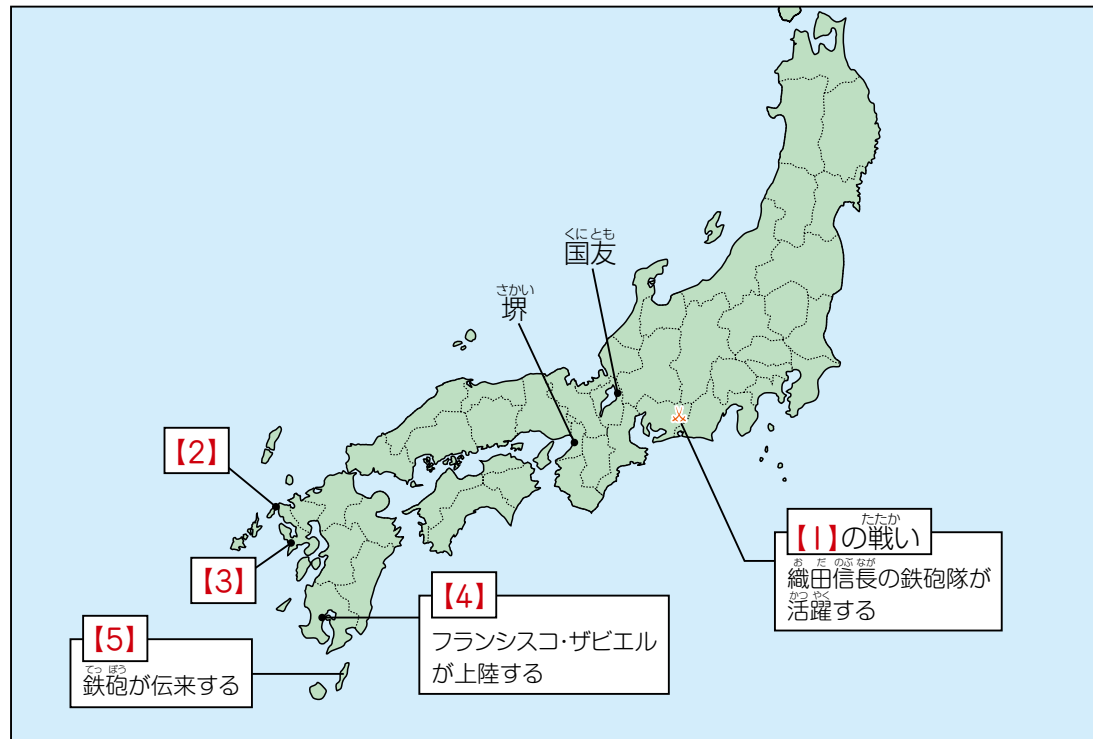 国友
くにとも
堺
さかい
【2】
【3】
【1】の戦い
たたか
織田信長の鉄砲隊が
お だ のぶ なが
活躍する
かつ やく
【4】
フランシスコ・ザビエル
が上陸する
【5】
鉄砲が伝来する
てっ ぽう